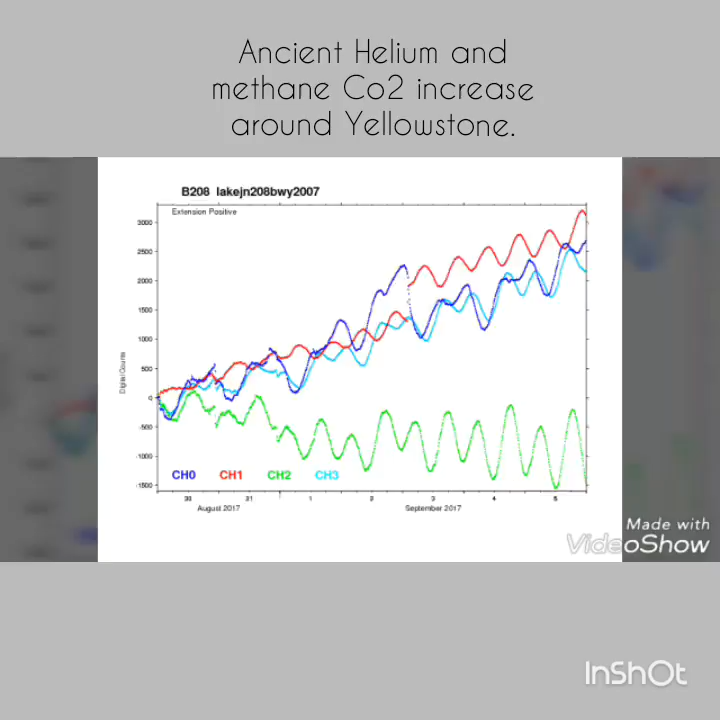 Ancient Helium and
methane Co2 increase
around Yellowstone.
B208 lakejn208bwy2007
Extension Positive
3000
2500
2000
1500
1000
500
0
-500
-1000
-1500
Digital Counts
CH0 CH1 CH2 CH3
30 31 1 2 3 4 5
August 2017 September 2017
Made with
VideoShow
InShOt